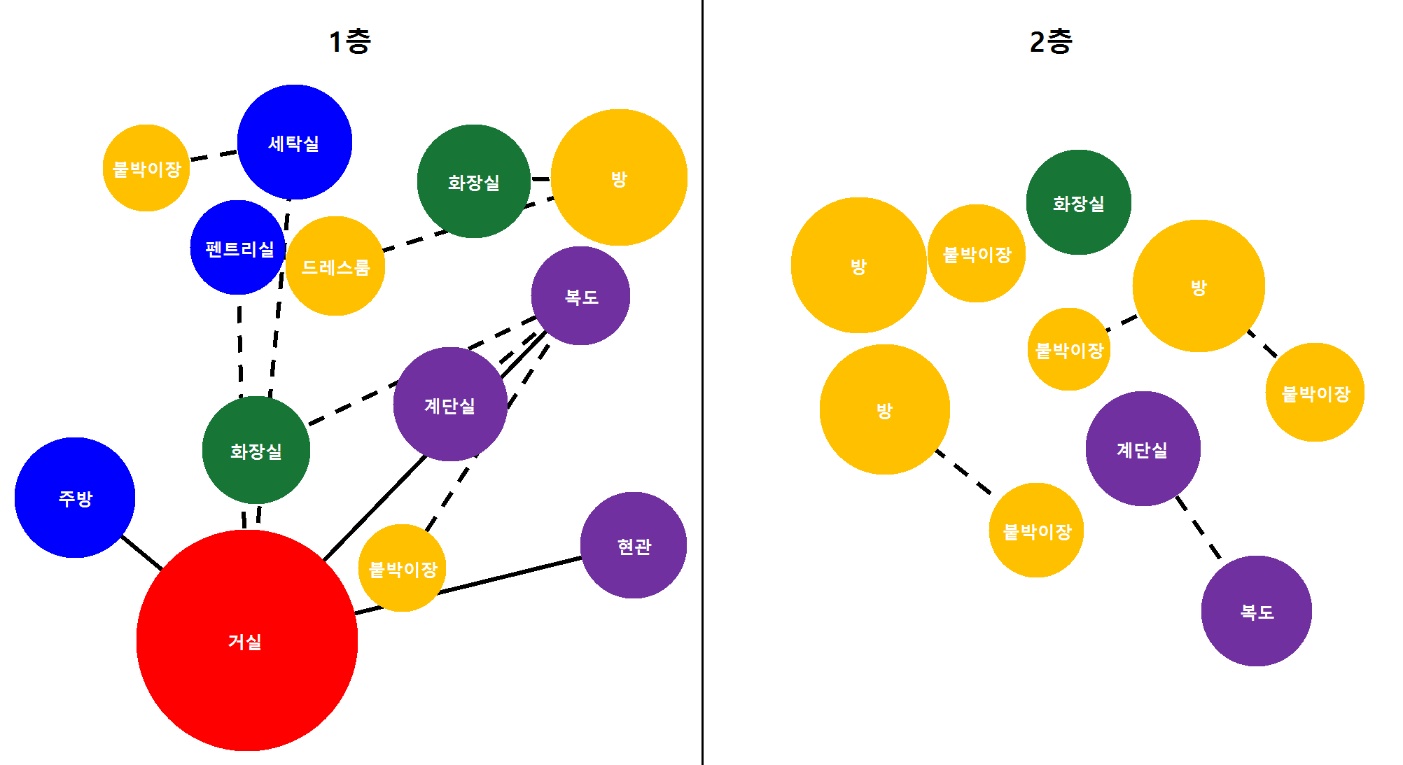 1층
세탁실
붙박이장
화장실
방
펜트리실
드레스룸
복도
계단실
화장실
주방
현관
붙박이장
거실
2층
화장실
방
붙박이장
방
붙박이장
붙박이장
방
계단실
붙박이장
복도